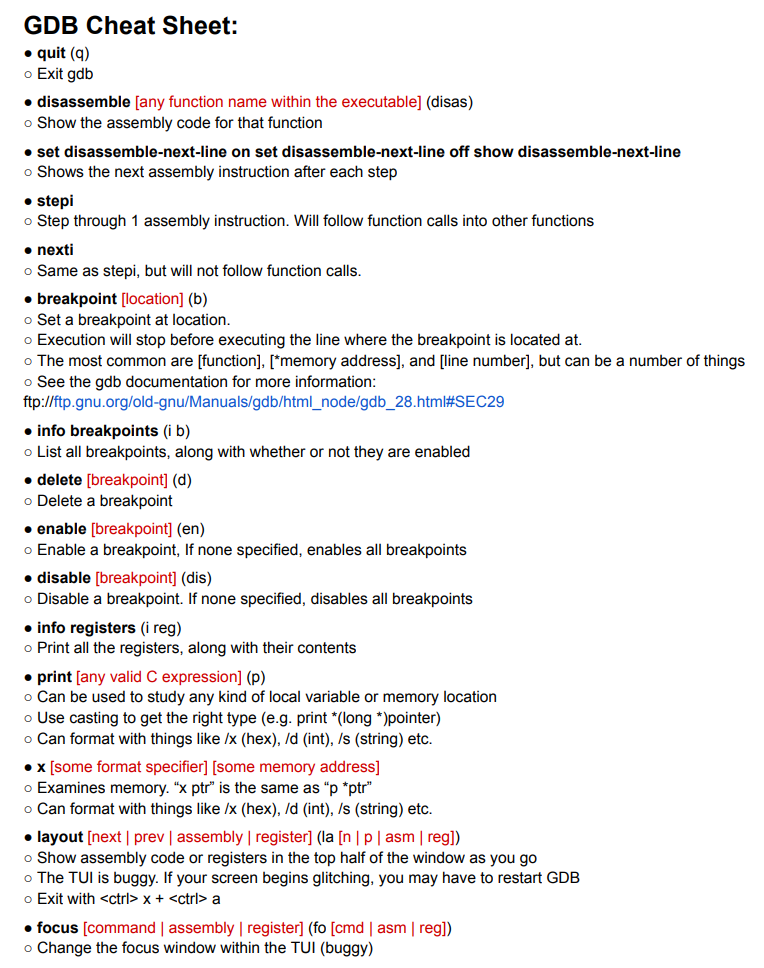 GDB Cheat Sheet:
● quit (q)
○ Exit gdb
● disassemble [any function name within the executable] (disas)
○ Show the assembly code for that function
● set disassemble-next-line on set disassemble-next-line off show disassemble-next-line
○ Shows the next assembly instruction after each step
● stepi
○ Step through 1 assembly instruction. Will follow function calls into other functions
● nexti
○ Same as stepi, but will not follow function calls.
● breakpoint [location] (b)
○ Set a breakpoint at location.
○ Execution will stop before executing the line where the breakpoint is located at.
○ The most common are [function], [*memory address], and [line number], but can be a number of things
○ See the gdb documentation for more information:
ftp://ftp.gnu.org/old-gnu/Manuals/gdb/html_node/gdb_28.html#SEC29
● info breakpoints (i b)
○ List all breakpoints, along with whether or not they are enabled
● delete [breakpoint] (d)
○ Delete a breakpoint
● enable [breakpoint] (en)
○ Enable a breakpoint, If none specified, enables all breakpoints
● disable [breakpoint] (dis)
○ Disable a breakpoint. If none specified, disables all breakpoints
● info registers (i reg)
○ Print all the registers, along with their contents
● print [any valid C expression] (p)
○ Can be used to study any kind of local variable or memory location
○ Use casting to get the right type (e.g. print *(long *)pointer)
○ Can format with things like /x (hex), /d (int), /s (string) etc.
● x [some format specifier] [some memory address]
○ Examines memory. “x ptr” is the same as “p *ptr”
○ Can format with things like /x (hex), /d (int), /s (string) etc.
● layout [next | prev | assembly | register] (la [n | p | asm | reg])
○ Show assembly code or registers in the top half of the window as you go
○ The TUI is buggy. If your screen begins glitching, you may have to restart GDB
○ Exit with <ctrl> x + <ctrl> a
● focus [command | assembly | register] (fo [cmd | asm | reg])
○ Change the focus window within the TUI (buggy)